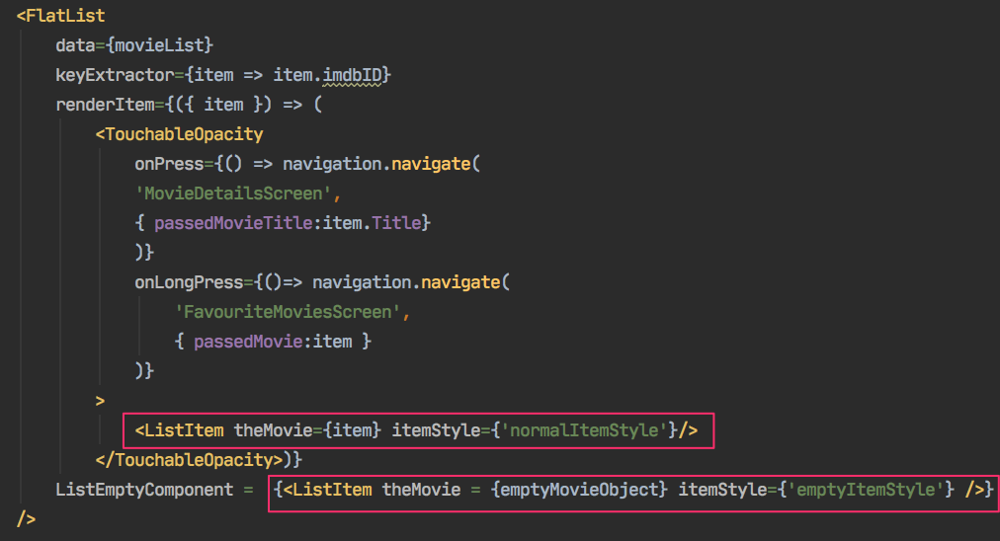 <FlatList
data={movieList}
keyExtractor={item => item.imdbID}
renderItem={({ item }) => (
<TouchableOpacity
onPress={() => navigation.navigate(
'MovieDetailsScreen',
{ passedMovieTitle:item.Title}
)}
onLongPress={()=> navigation.navigate(
'FavouriteMoviesScreen',
{ passedMovie:item }
)}
>
<ListItem theMovie={item} itemStyle={'normalItemStyle'}/>
</TouchableOpacity>)}
ListEmptyComponent = {<ListItem theMovie = {emptyMovieObject} itemStyle={'emptyItemStyle'} />}
/>